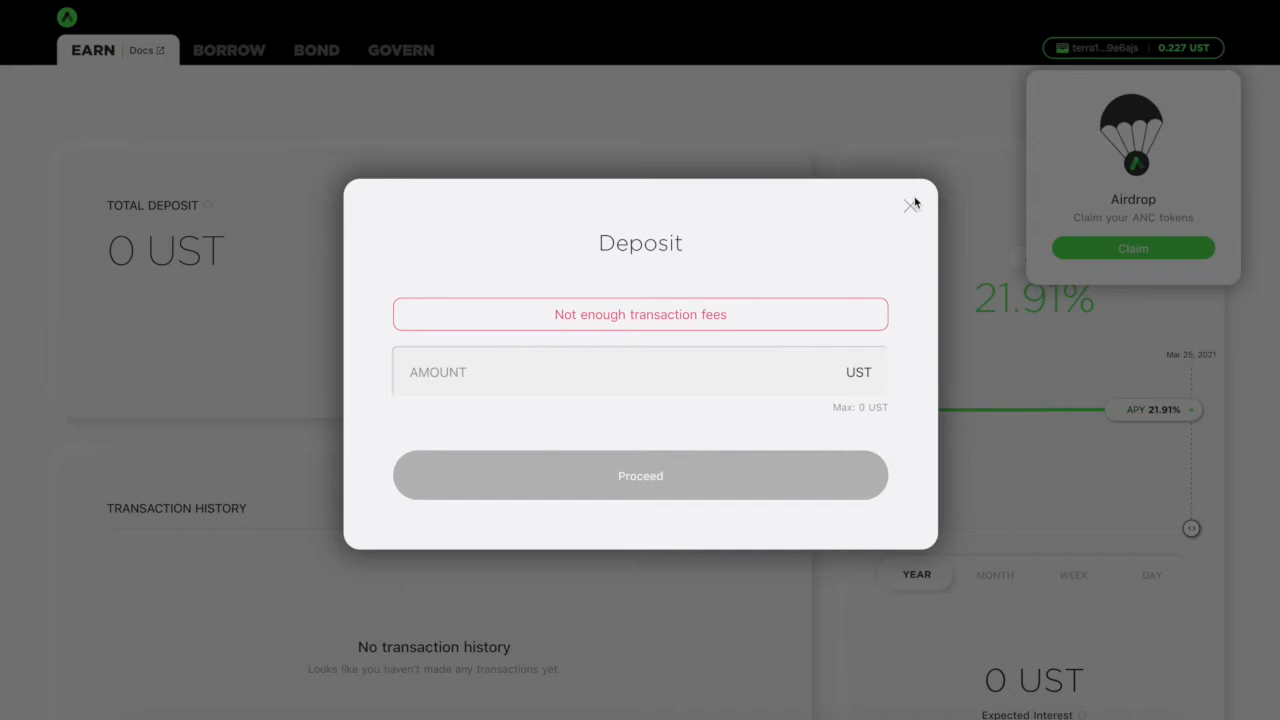 EARN Docs BORROW BOND GOVERN
terra1...9e6ajs 0.227 UST
Airdrop
Claim your ANC tokens
Claim
TOTAL DEPOSIT
0 UST
Deposit
Not enough transaction fees
AMOUNT UST
Max: 0 UST
Proceed
21.91%
Mar 25, 2021
APY 21.91%
YEAR MONTH WEEK DAY
TRANSACTION HISTORY
No transaction history
Looks like you haven't made any transactions yet.
0 UST
Expected Interest